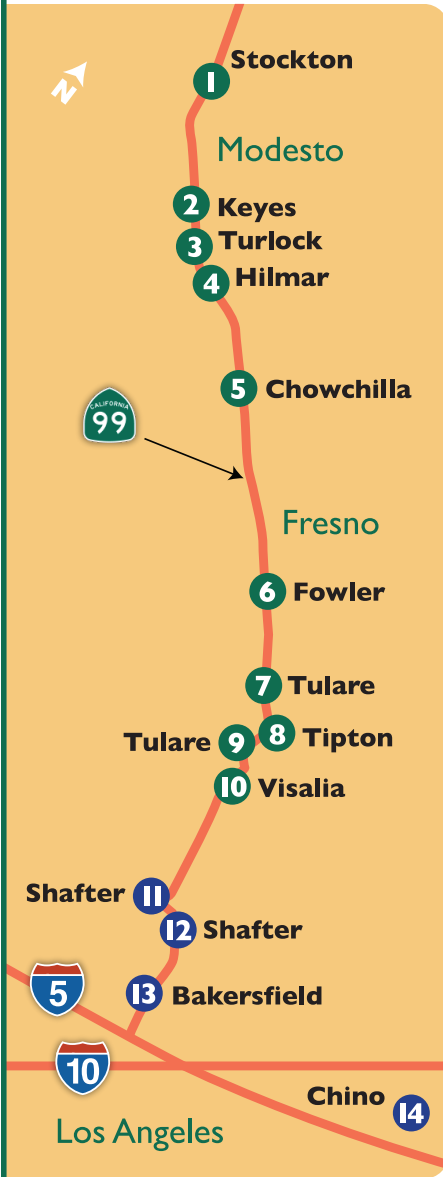 Stockton
1
N
Modesto
2 Keyes
3 Turlock
4 Hilmar
5 Chowchilla
CALIFORNIA
99
Fresno
6 Fowler
7 Tulare
8 Tipton
Tulare 9
10 Visalia
Shafter 11
12 Shafter
5
13 Bakersfield
10
Chino 14
Los Angeles